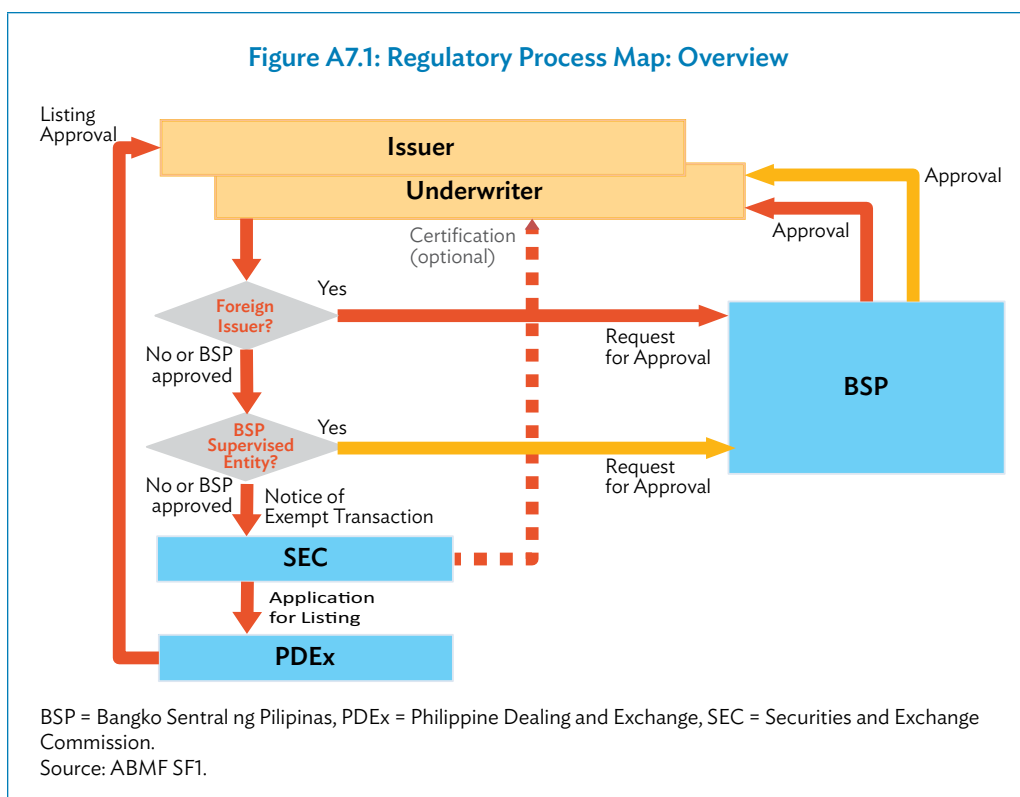 Figure A7.1: Regulatory Process Map: Overview
Listing
Approval
Issuer
Underwriter
Approval
Approval
Certification
(optional)
Foreign
Issuer?
Yes
Request
for Approval
No or BSP
approved
BSP
BSP
Supervised
Entity?
Yes
Request
for Approval
No or BSP
approved
Notice of
Exempt Transaction
SEC
Application
for Listing
PDEx
BSP = Bangko Sentral ng Pilipinas, PDEx = Philippine Dealing and Exchange, SEC = Securities and Exchange
Commission.
Source: ABMF SF1.